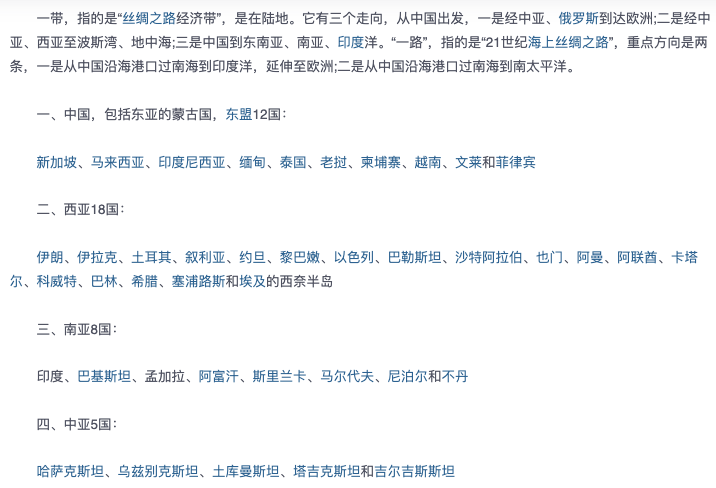 一带，指的是“丝绸之路经济带”，是在陆地。它有三个走向，从中国出发，一是经中亚、俄罗斯到达欧洲;二是经中
亚、西亚至波斯湾、地中海;三是中国到东南亚、南亚、印度洋。“一路”，指的是“21世纪海上丝绸之路”，重点方向是两
条，一是从中国沿海港口过南海到印度洋，延伸至欧洲;二是从中国沿海港口过南海到南太平洋。
一、中国，包括东亚的蒙古国，东盟12国：
新加坡、马来西亚、印度尼西亚、缅甸、泰国、老挝、柬埔寨、越南、文莱和菲律宾
二、西亚18国：
伊朗、伊拉克、土耳其、叙利亚、约旦、黎巴嫩、以色列、巴勒斯坦、沙特阿拉伯、也门、阿曼、阿联酋、卡塔
尔、科威特、巴林、希腊、塞浦路斯和埃及的西奈半岛
三、南亚8国：
印度、巴基斯坦、孟加拉、阿富汗、斯里兰卡、马尔代夫、尼泊尔和不丹
四、中亚5国：
哈萨克斯坦、乌兹别克斯坦、土库曼斯坦、塔吉克斯坦和吉尔吉斯斯坦